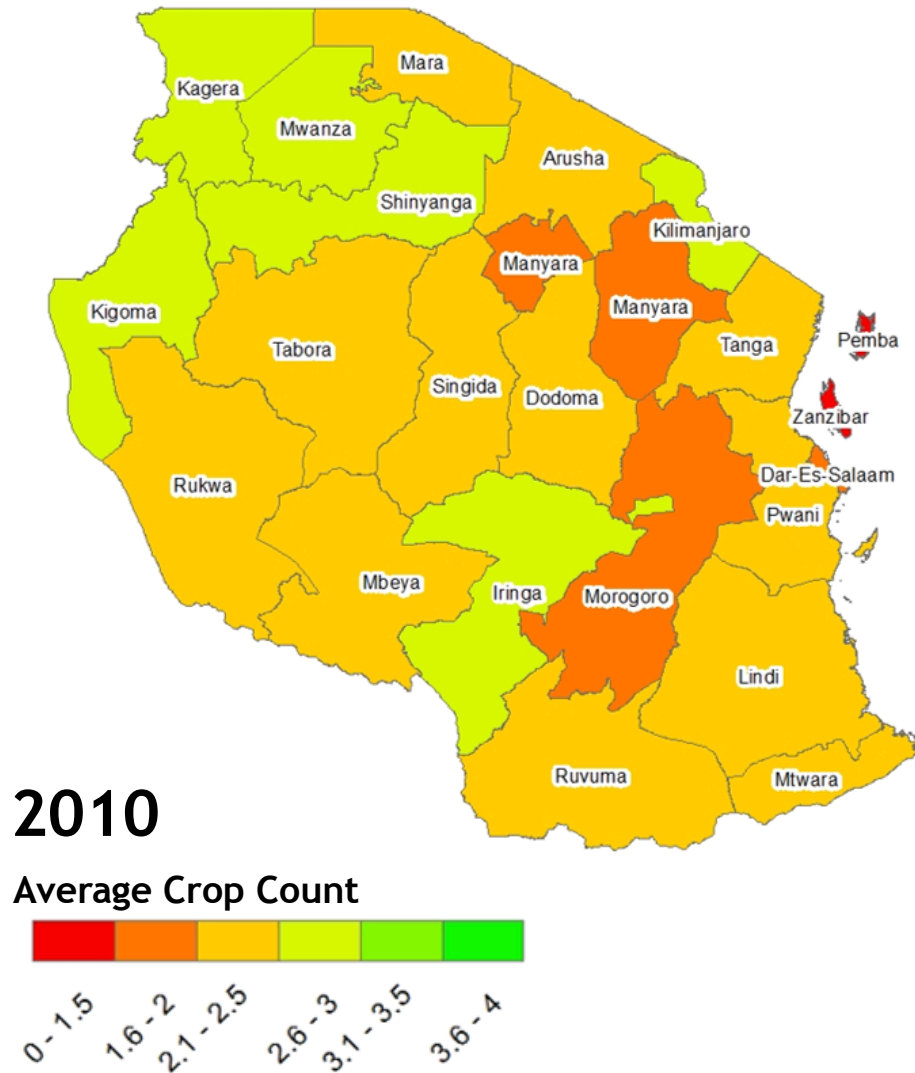 Mara
Kagera
Mwanza
Arusha
Shinyanga
Kilimanjaro
Manyara
Manyara
Kigoma
Pemba
Tanga
Tabora
Singida
Dodoma
Zanzibar
Dar-Es-Salaam
Rukwa
Pwani
Mbeya
Iringa
Morogoro
Lindi
Ruvuma
Mtwara
2010
Average Crop Count
0 - 1.5
1.6 - 2
2.1 - 2.5
2.6 - 3
3.1 - 3.5
3.6 - 4